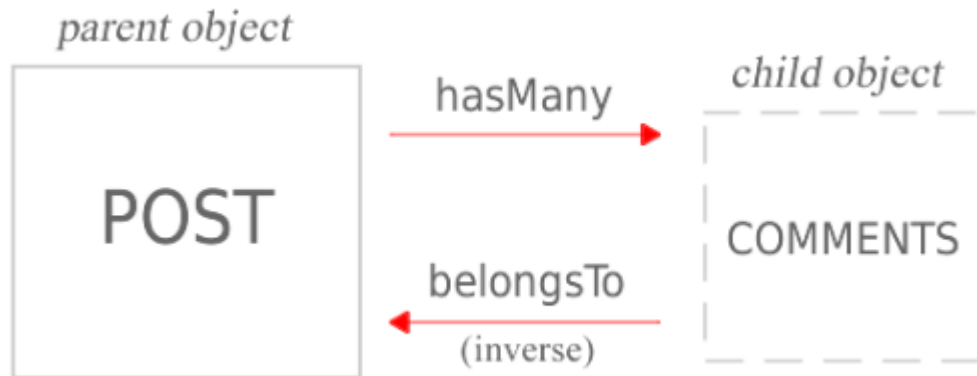 parent object
POST
hasMany
belongsTo
(inverse)
child object
COMMENTS